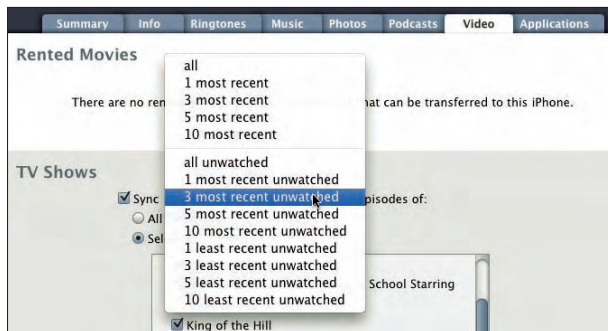 Summary Info Ringtones Music Photos Podcasts Video Applications
Rented Movies
all
1 most recent
3 most recent
5 most recent
10 most recent
There are no that can be transferred to this iPhone.
all unwatched
1 most recent unwatched
TV Shows
3 most recent unwatched
Sync episodes of:
5 most recent unwatched
All
10 most recent unwatched
1 least recent unwatched
3 least recent unwatched
5 least recent unwatched
School Starring
10 least recent unwatched
King of the Hill